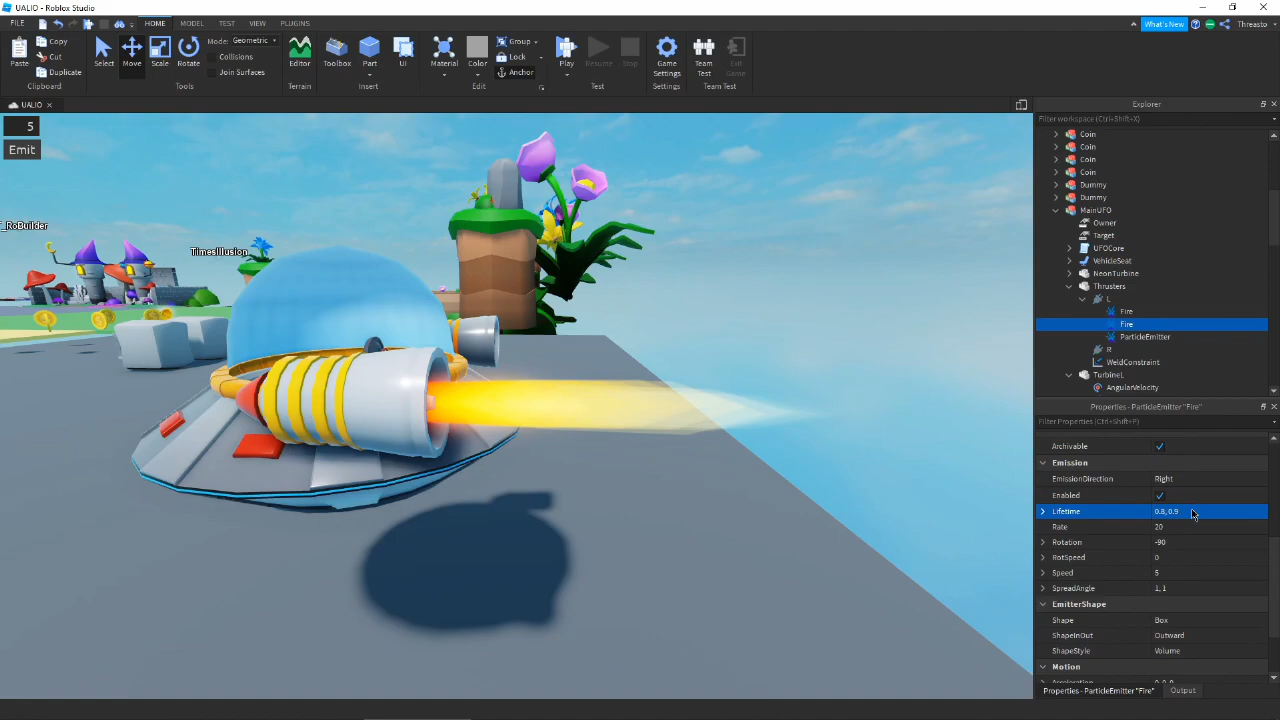 UALIO - Roblox Studio
FILE HOME MODEL TEST VIEW PLUGINS What's New Threasto
Paste Copy Cut Duplicate Clipboard
Select Move Scale Rotate Mode: Geometric Collisions Join Surfaces Tools
Editor Terrain
Toolbox Part UI Insert
Material Color Group Lock Anchor Edit
Play Resume Stop Test
Game Settings Settings
Team Test Exit Game Team Test
UALIO
5
Emit
_RoBuilder
TimesIllusion
Explorer
Filter workspace (Ctrl+Shift+X)
Coin
Coin
Coin
Coin
Dummy
Dummy
MainUFO
Owner
Target
UFOCore
VehicleSeat
NeonTurbine
Thrusters
L
Fire
Fire
ParticleEmitter
R
WeldConstraint
TurbineL
AngularVelocity
Properties - ParticleEmitter "Fire"
Filter Properties (Ctrl+Shift+P)
Archivable
Emission
EmissionDirection Right
Enabled
Lifetime 0.8, 0.9
Rate 20
Rotation -90
RotSpeed 0
Speed 5
SpreadAngle 1, 1
EmitterShape
Shape Box
ShapeInOut Outward
ShapeStyle Volume
Motion
Properties - ParticleEmitter "Fire" Output